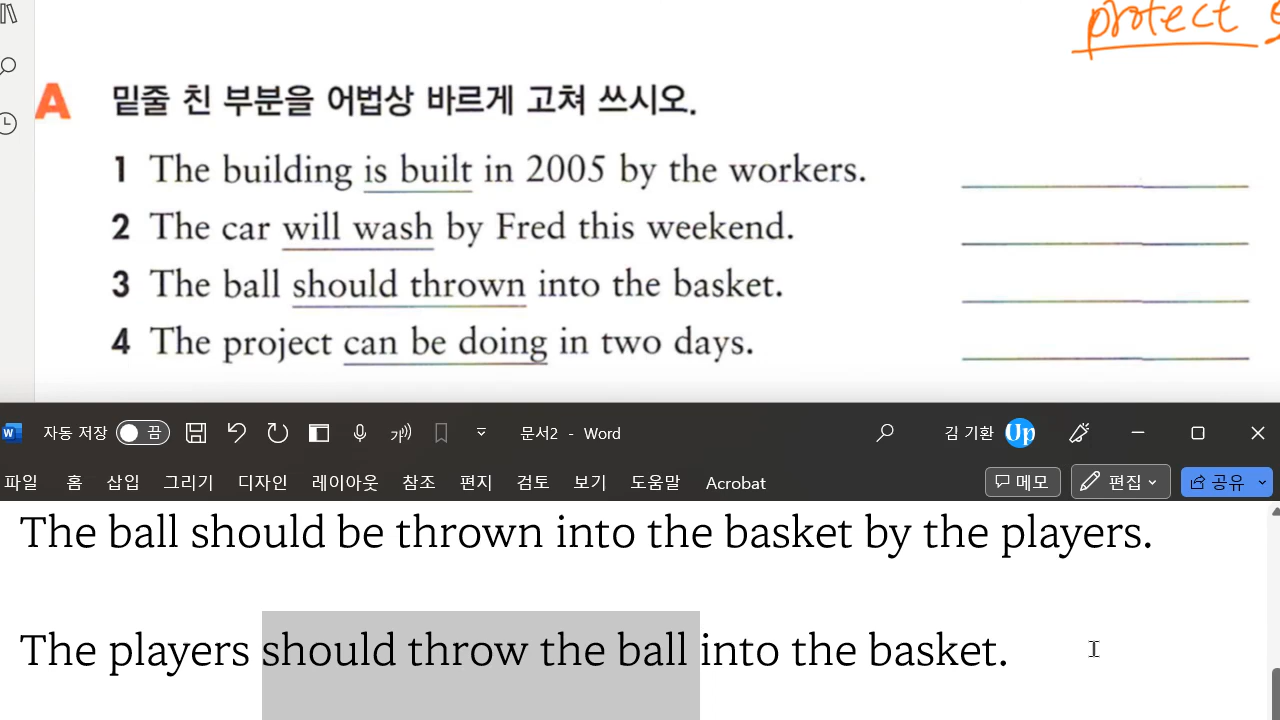 protect
A 밑줄 친 부분을 어법상 바르게 고쳐 쓰시오.
1 The building is built in 2005 by the workers.
2 The car will wash by Fred this weekend.
3 The ball should thrown into the basket.
4 The project can be doing in two days.
자동 저장 끔 가)) 문서2 - Word 김 기환 Up
파일 홈 삽입 그리기 디자인 레이아웃 참조 편지 검토 보기 도움말 Acrobat 메모 편집 공유
The ball should be thrown into the basket by the players.
The players should throw the ball into the basket.